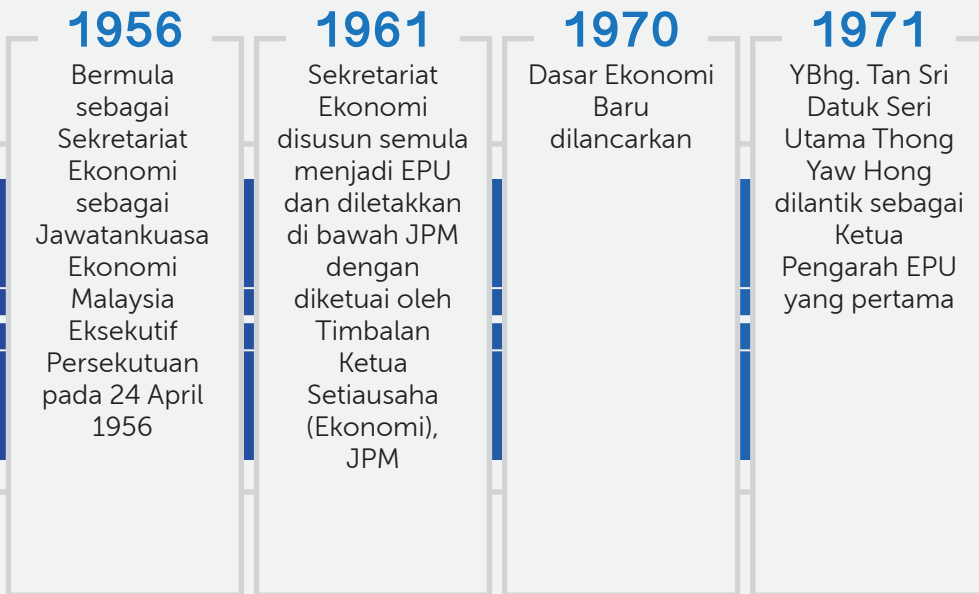 1956
Bermula
sebagai
Sekretariat
Ekonomi
sebagai
Jawatankuasa
Ekonomi
Malaysia
Eksekutif
Persekutuan
pada 24 April
1956
1961
Sekretariat
Ekonomi
disusun semula
menjadi EPU
dan diletakkan
di bawah JPM
dengan
diketuai oleh
Timbalan
Ketua
Setiausaha
(Ekonomi),
JPM
1970
Dasar Ekonomi
Baru
dilancarkan
1971
YBhg. Tan Sri
Datuk Seri
Utama Thong
Yaw Hong
dilantik sebagai
Ketua
Pengarah EPU
yang pertama